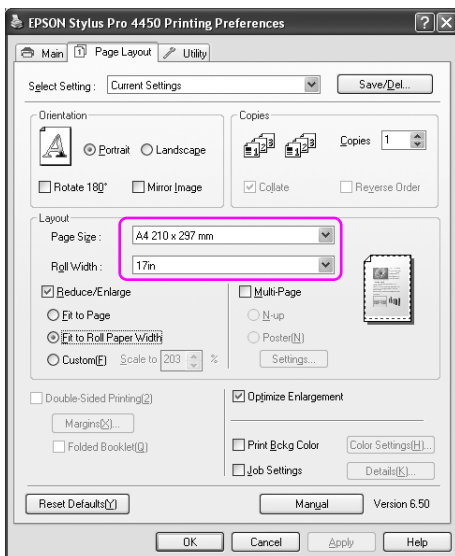 EPSON Stylus Pro 4450 Printing Preferences
Main Page Layout Utility
Select Setting : Current Settings Save/Del...
Orientation Copies
Portrait Landscape Copies 1
Rotate 180° Mirror Image Collate Reverse Order
Layout
Page Size : A4 210 x 297 mm
Roll Width : 17in
Reduce/Enlarge Multi-Page
Fit to Page N-up
Fit to Roll Paper Width Poster(N)
Custom(F) Scale to 203 % Settings...
Double-Sided Printing(2) Optimize Enlargement
Margins(X)...
Folded Booklet(Q) Print Bckg Color Color Settings(H)...
Job Settings Details(K)...
Reset Defaults(Y) Manual Version 6.50
OK Cancel Apply Help